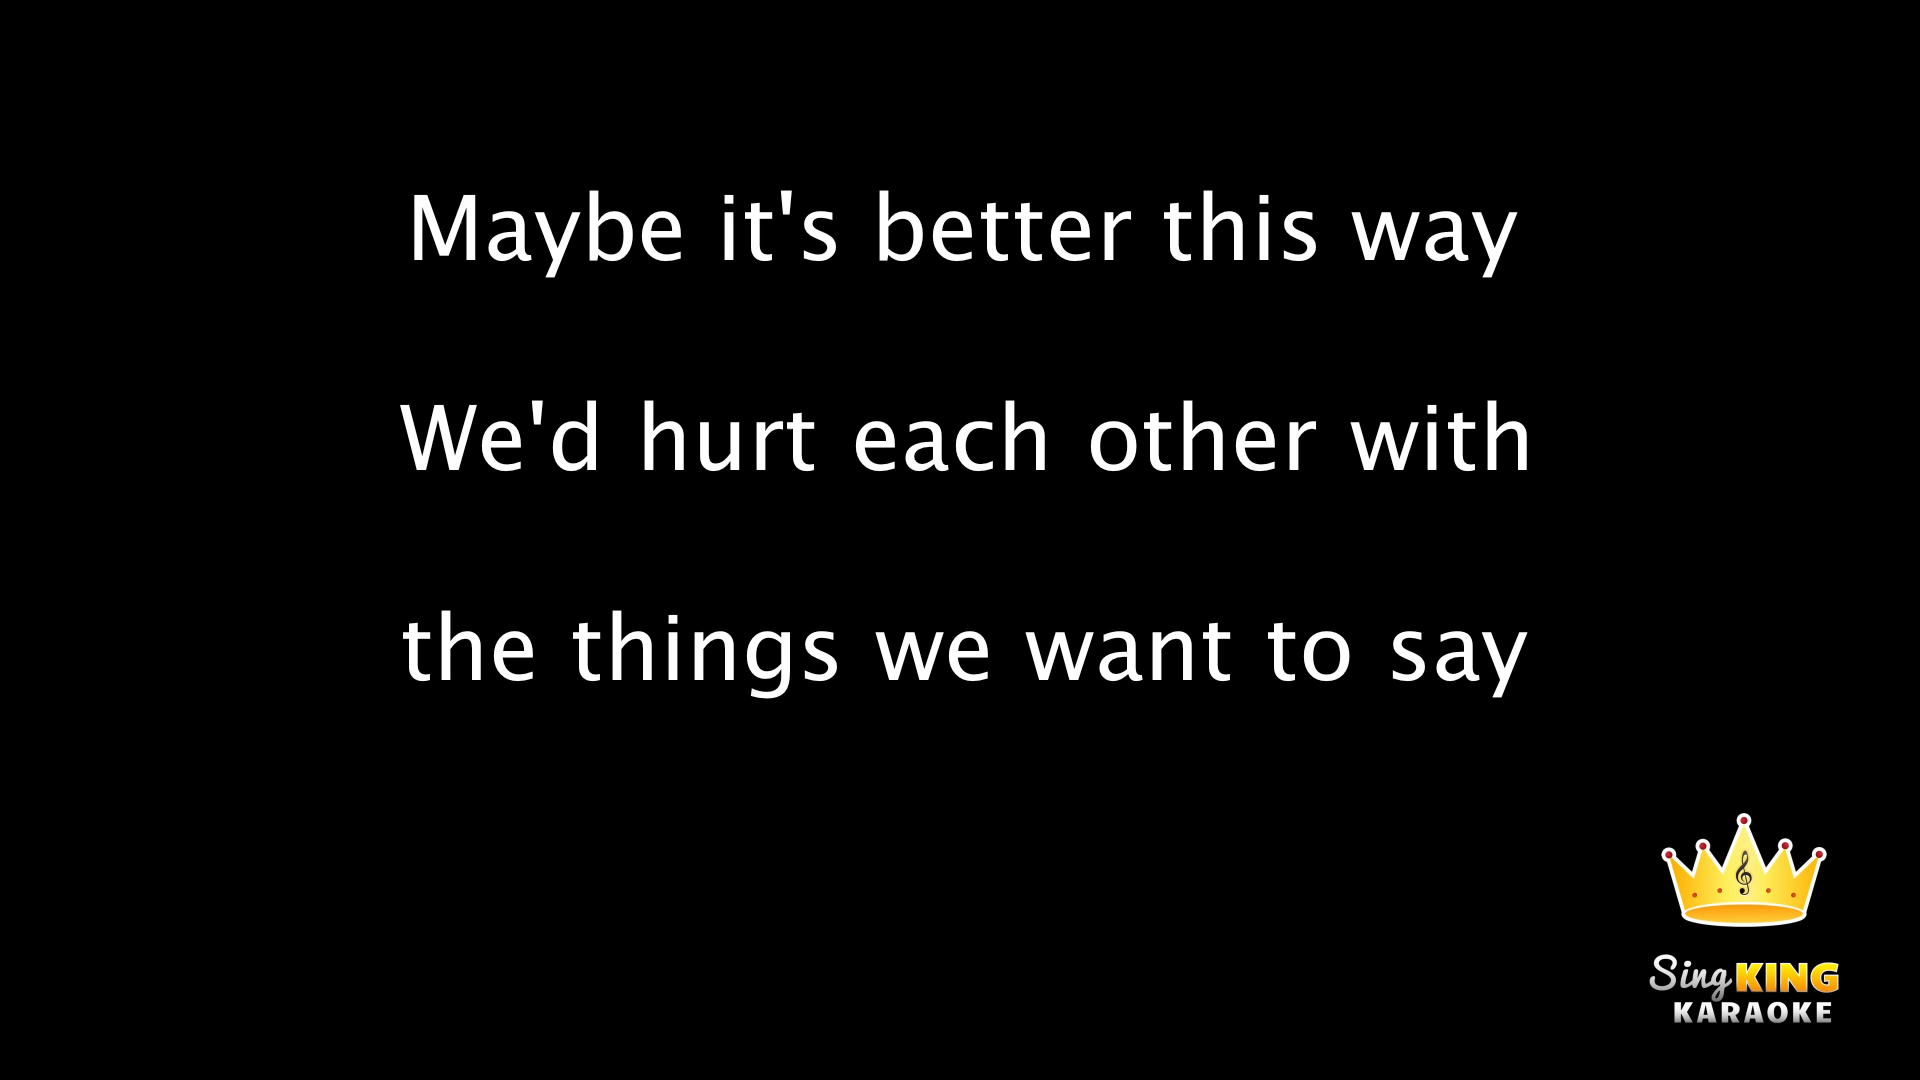 Maybe it's better this way
We'd hurt each other with
the things we want to say
Sing KING
KARAOKE